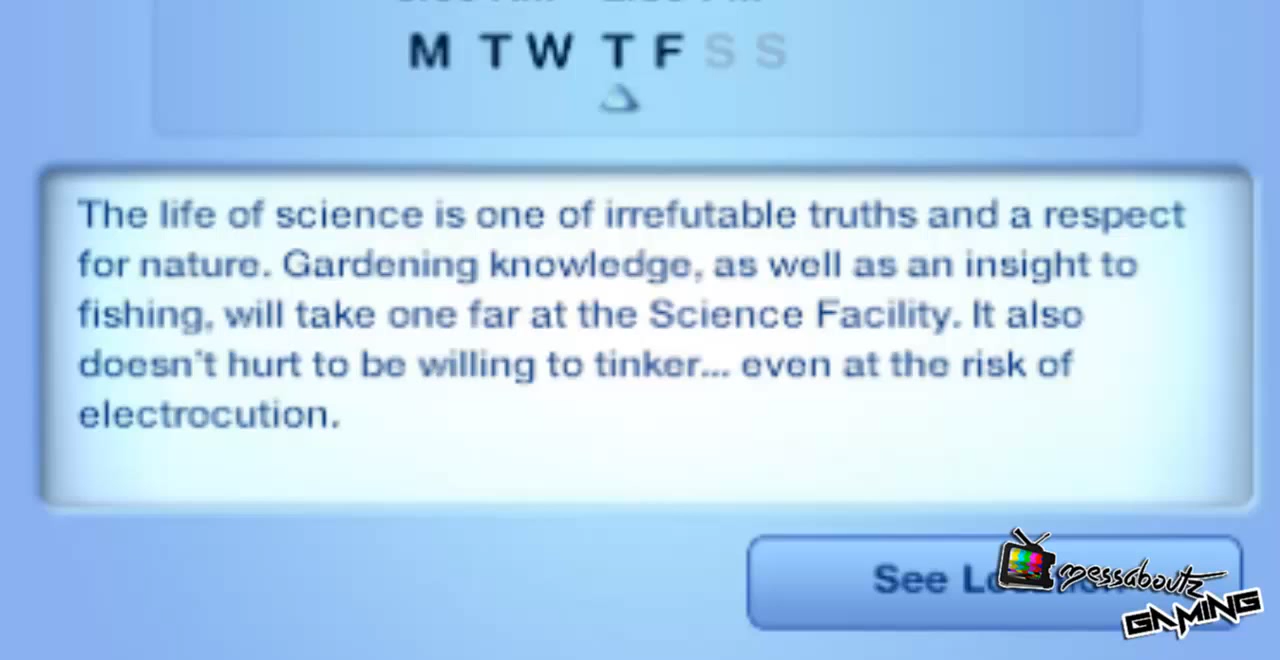 M T W T F S S
The life of science is one of irrefutable truths and a respect
for nature. Gardening knowledge, as well as an insight to
fishing, will take one far at the Science Facility. It also
doesn't hurt to be willing to tinker... even at the risk of
electrocution.
See
messaboutz
GAMING